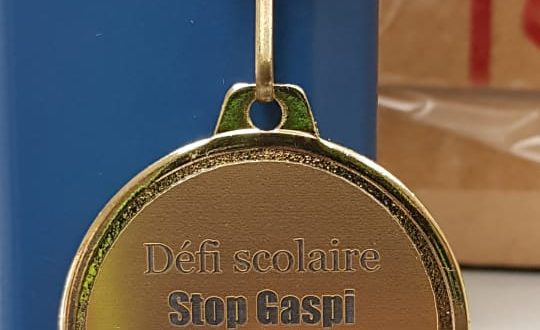 Défi scolaire
Stop Gaspi